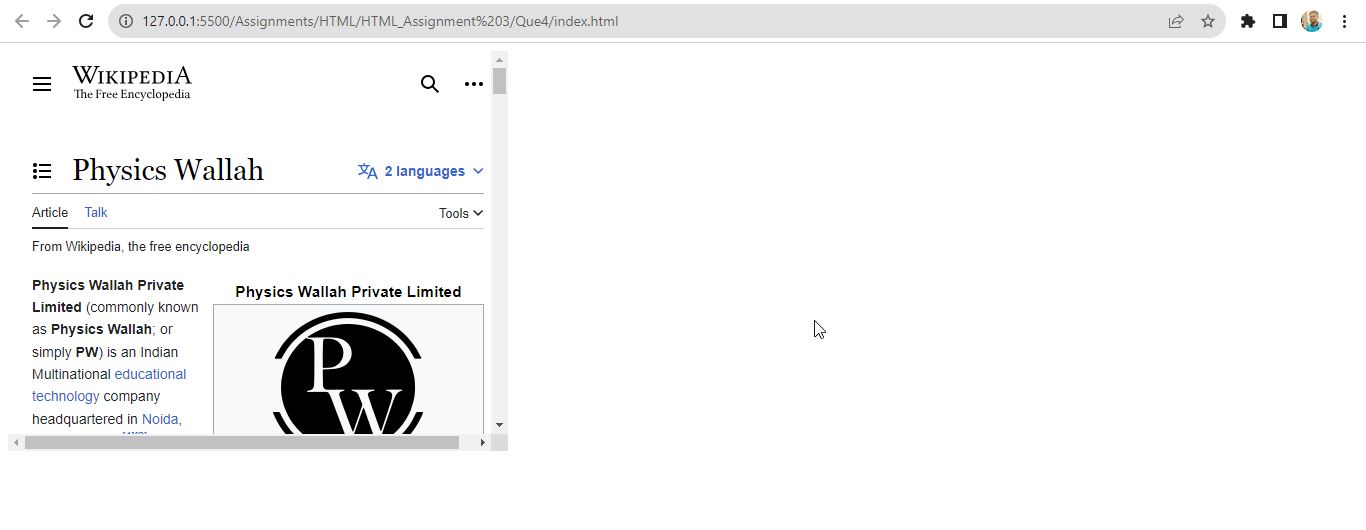 127.0.0.1:5500/Assignments/HTML/HTML_Assignment%203/Que4/index.html
WIKIPEDIA
The Free Encyclopedia
Physics Wallah
2 languages
Article Talk Tools
From Wikipedia, the free encyclopedia
Physics Wallah Private
Limited (commonly known
as Physics Wallah; or
simply PW) is an Indian
Multinational educational
technology company
headquartered in Noida,
Physics Wallah Private Limited
P
W